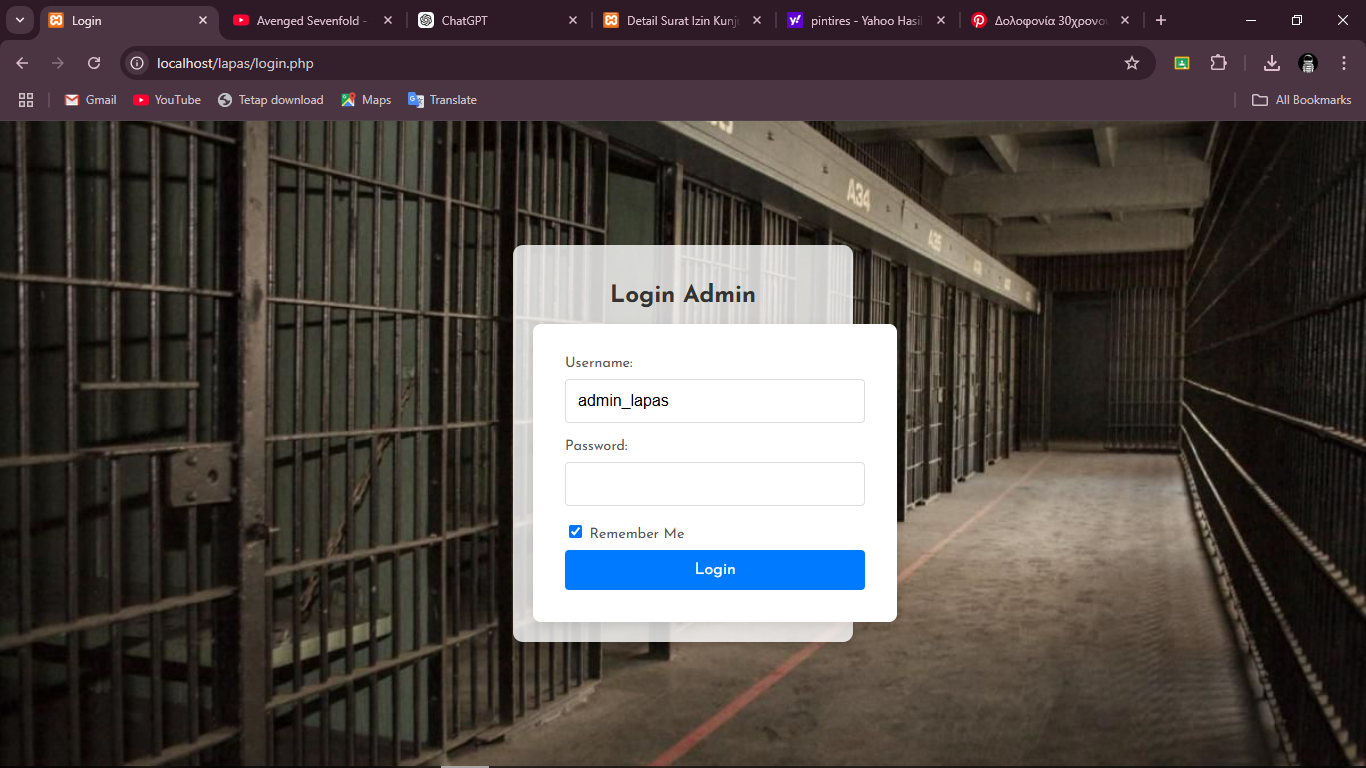 Login
Avenged Sevenfold -
ChatGPT
Detail Surat Izin Kunju
pintires - Yahoo Hasil
Δολοφονία 30χρονου
localhost/lapas/login.php
Gmail
YouTube
Tetap download
Maps
Translate
All Bookmarks
A34
A35
Login Admin
Username:
admin_lapas
Password:
Remember Me
Login